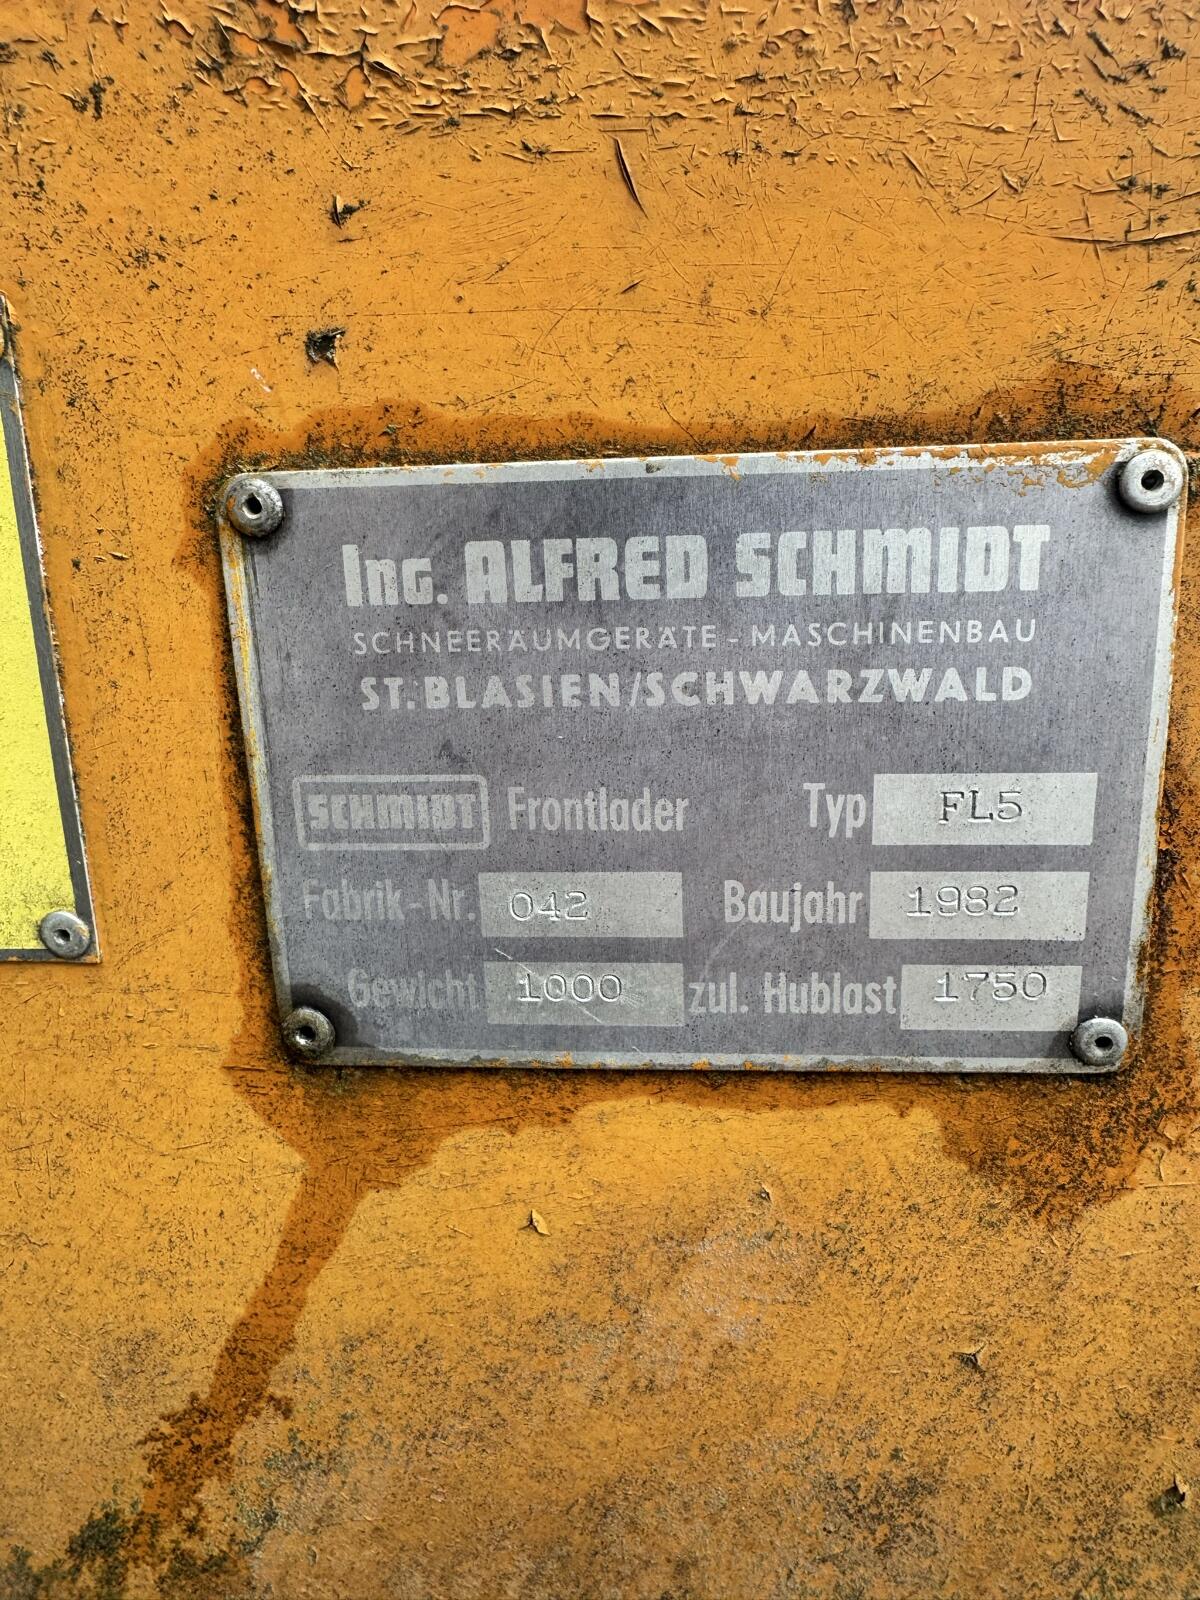 Ing. ALFRED SCHMIDT
SCHNEERÄUMGERÄTE - MASCHINENBAU
ST. BLASIEN/SCHWARZWALD
SCHMIDT Frontlader Typ FL5
Fabrik-Nr. 042 Baujahr 1982
Gewicht 1000 zul. Hublast 1750